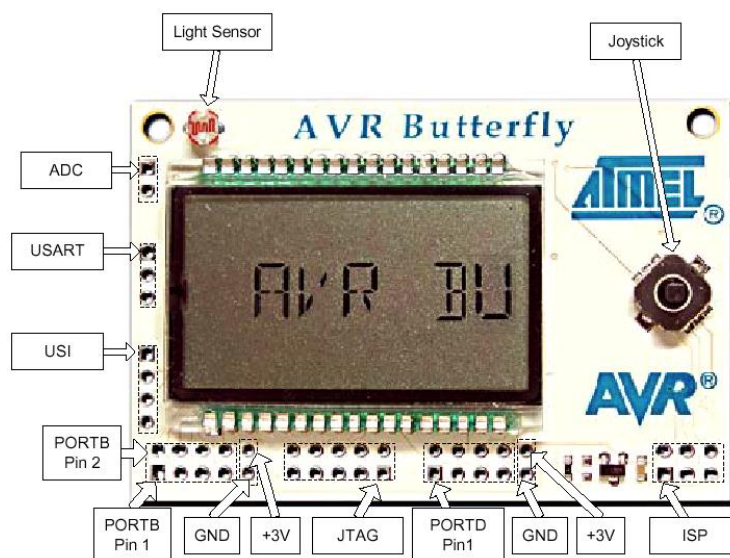 Light Sensor
Joystick
AVR Butterfly
ADC
ATMEL
®
USART
AVR BU
USI
AVR®
PORTB
Pin 2
PORTB
Pin 1
GND
+3V
JTAG
PORTD
Pin1
GND
+3V
ISP